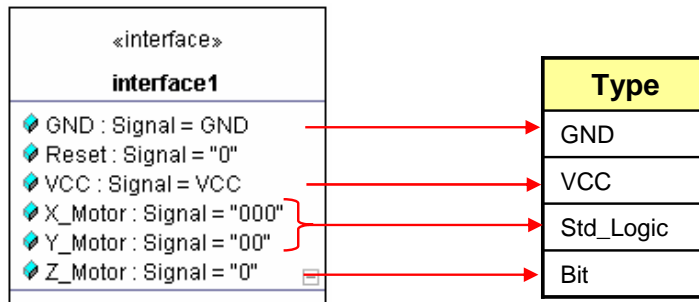 «interface»
interface1
GND : Signal = GND
Reset : Signal = "0"
VCC : Signal = VCC
X_Motor : Signal = "000"
Y_Motor : Signal = "00"
Z_Motor : Signal = "0"
Type
GND
VCC
Std_Logic
Bit